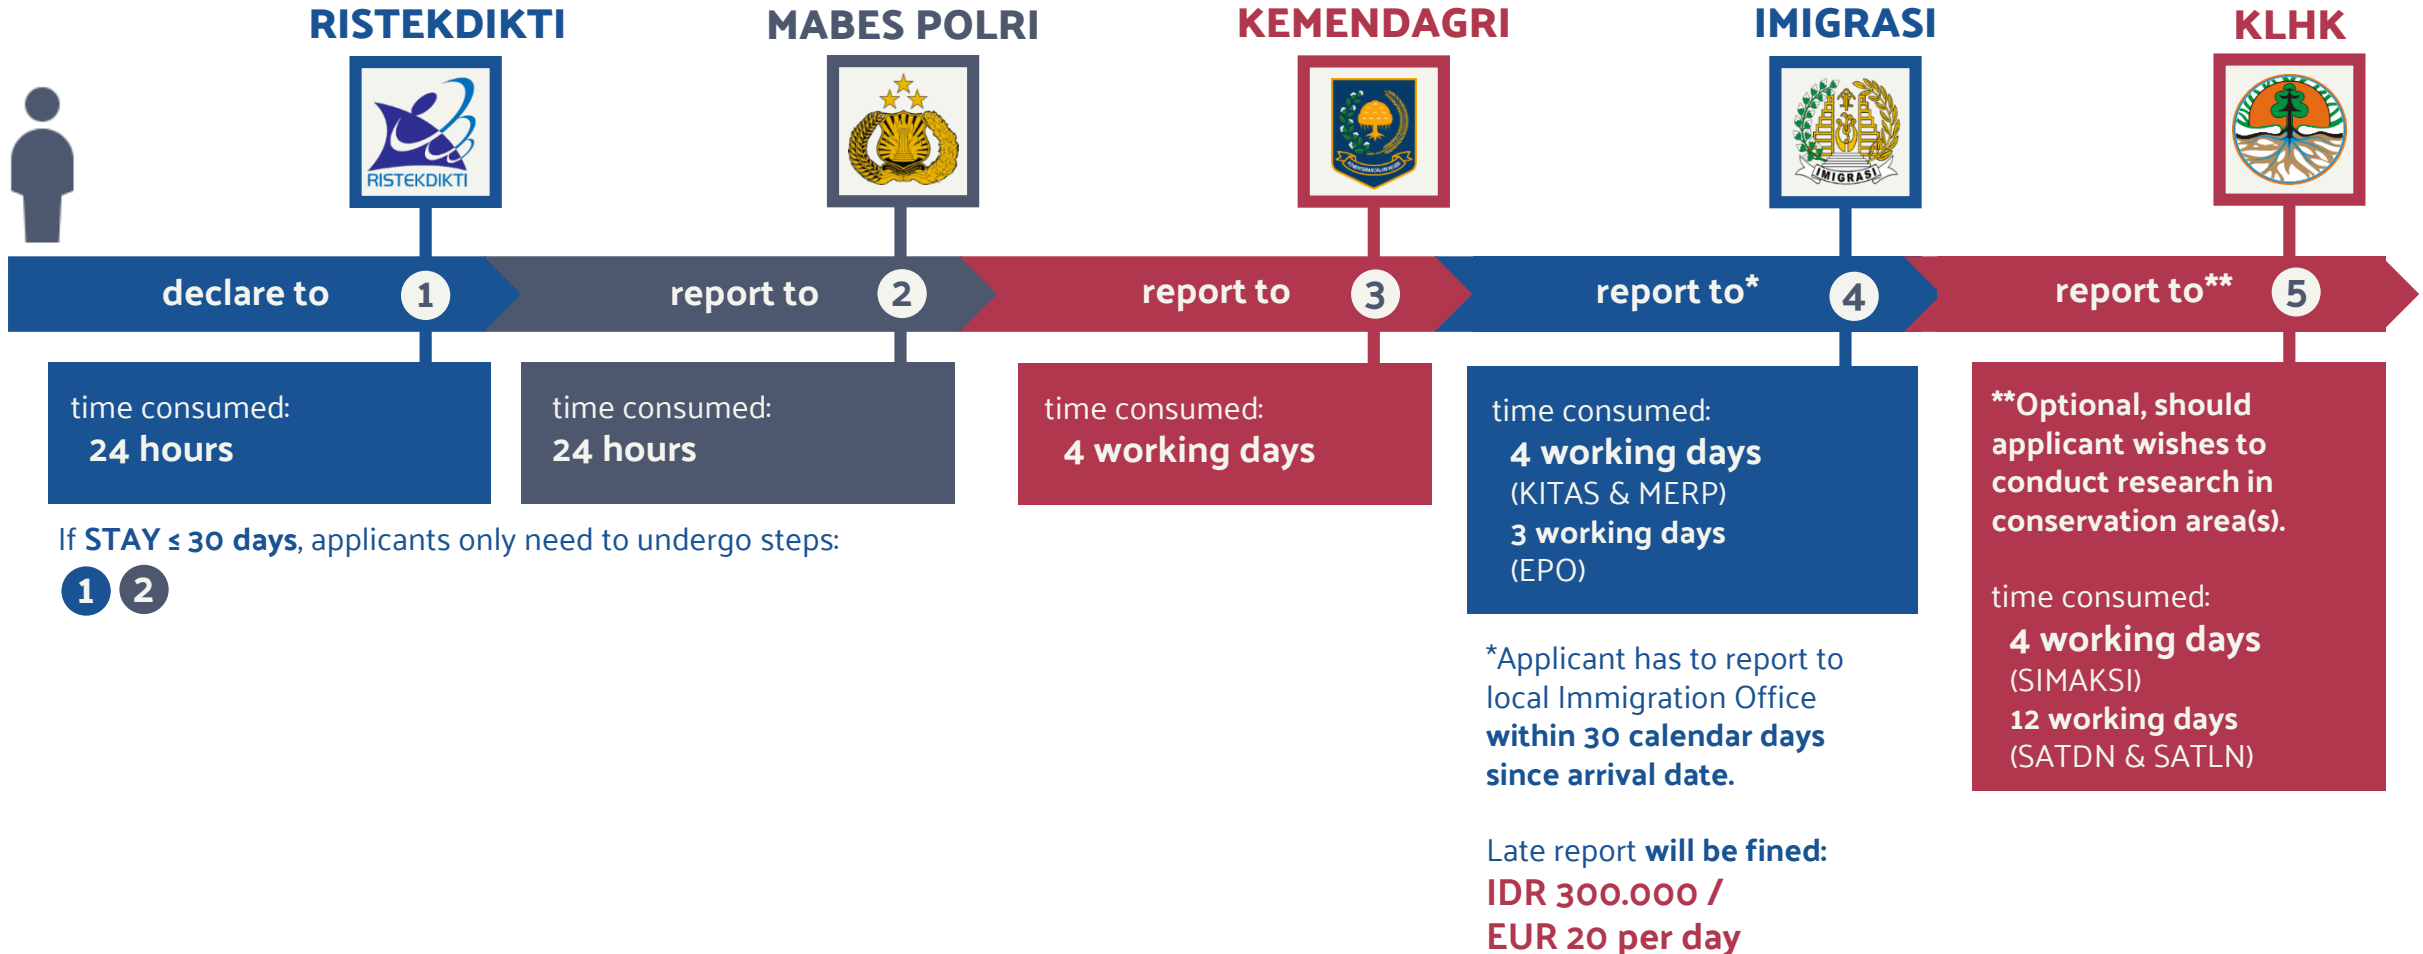 RISTEKDIKTI
MABES POLRI
KEMENDAGRI
IMIGRASI
KLHK
RISTEKDIKTI
KEMENTERIAN DALAM NEGERI
IMIGRASI
declare to 1
report to 2
report to 3
report to* 4
report to** 5
time consumed:
24 hours
time consumed:
24 hours
time consumed:
4 working days
time consumed:
4 working days
(KITAS & MERP)
3 working days
(EPO)
**Optional, should
applicant wishes to
conduct research in
conservation area(s).
time consumed:
4 working days
(SIMAKSI)
12 working days
(SATDN & SATLN)
If STAY ≤ 30 days, applicants only need to undergo steps:
1 2
*Applicant has to report to
local Immigration Office
within 30 calendar days
since arrival date.
Late report will be fined:
IDR 300.000 /
EUR 20 per day